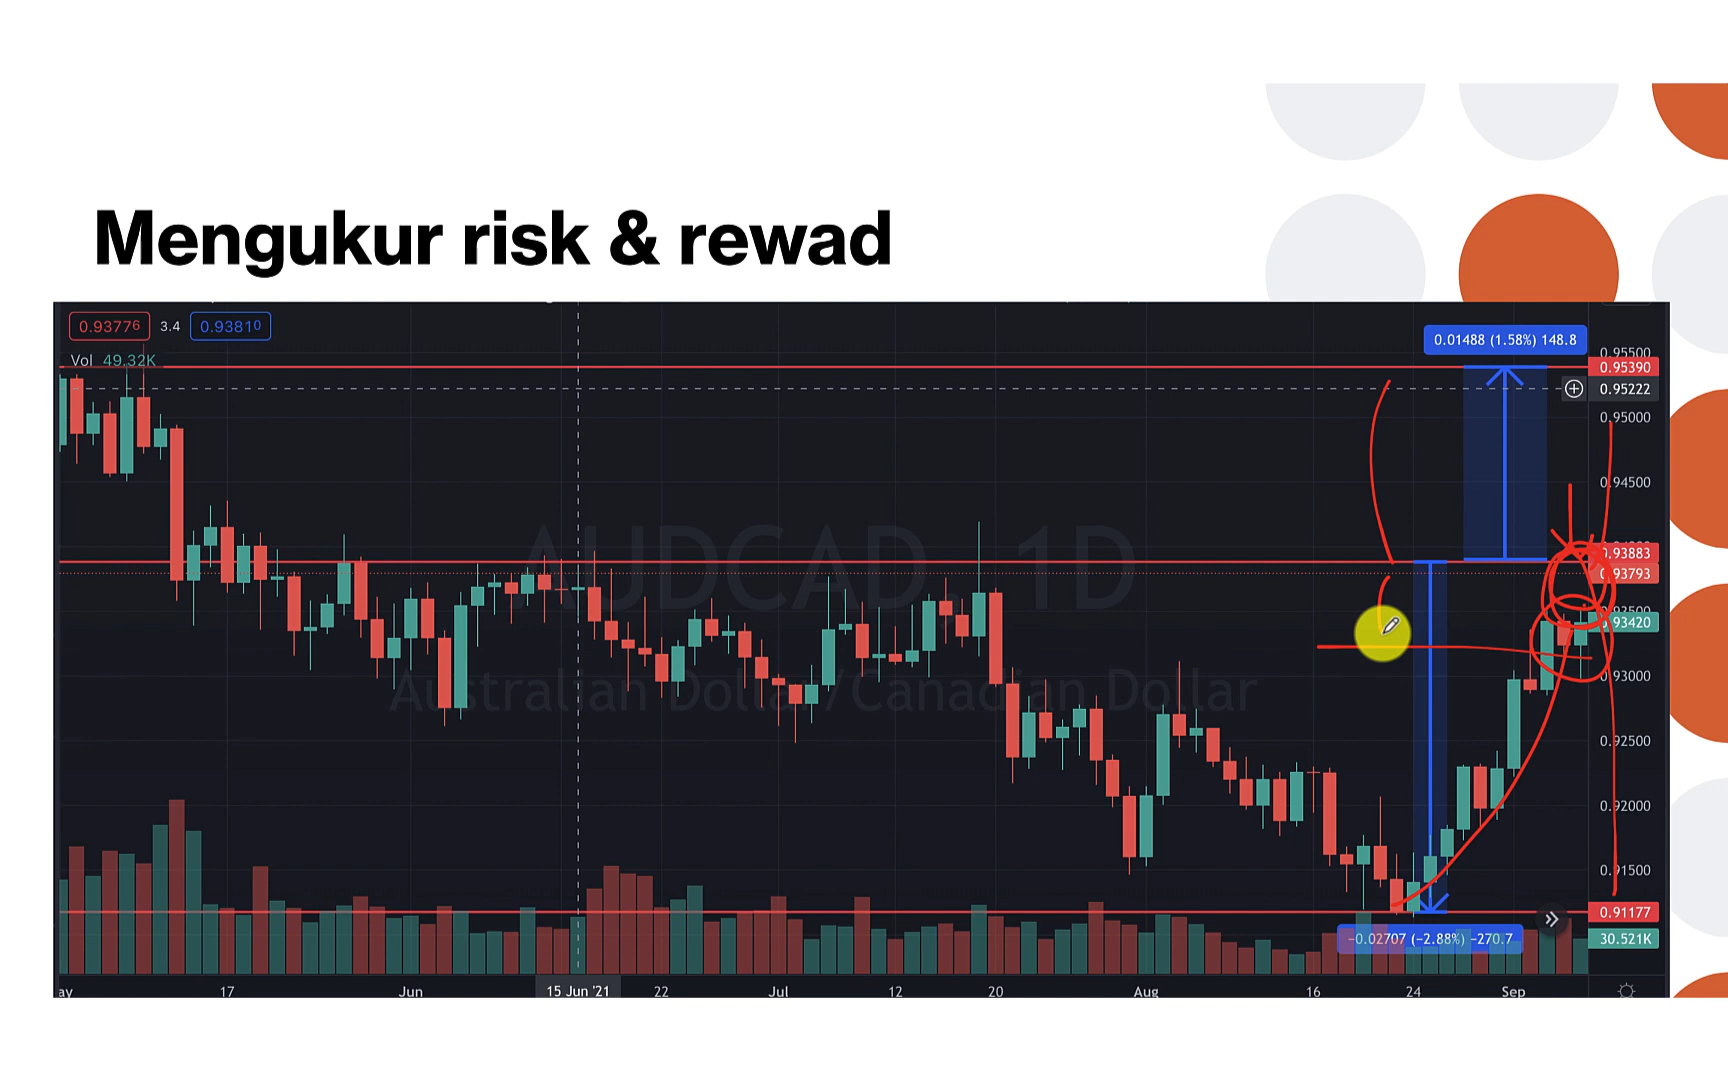 Mengukur risk & rewad
0.93776 3.4 0.93810
Vol 49.32K
0.01488 (1.58%) 148.8
0.95500
0.95390
0.95222
0.95000
0.94500
0.93883
0.93793
0.92500
93420
0.93000
0.92500
0.92000
0.91500
0.91177
30.521K
AUDCAD, 1D
Australian Dollar/Canadian Dollar
-0.02707 (-2.88%) -270.7
ay 17 Jun 15 Jun '21 22 Jul 12 20 Aug 16 24 Sep